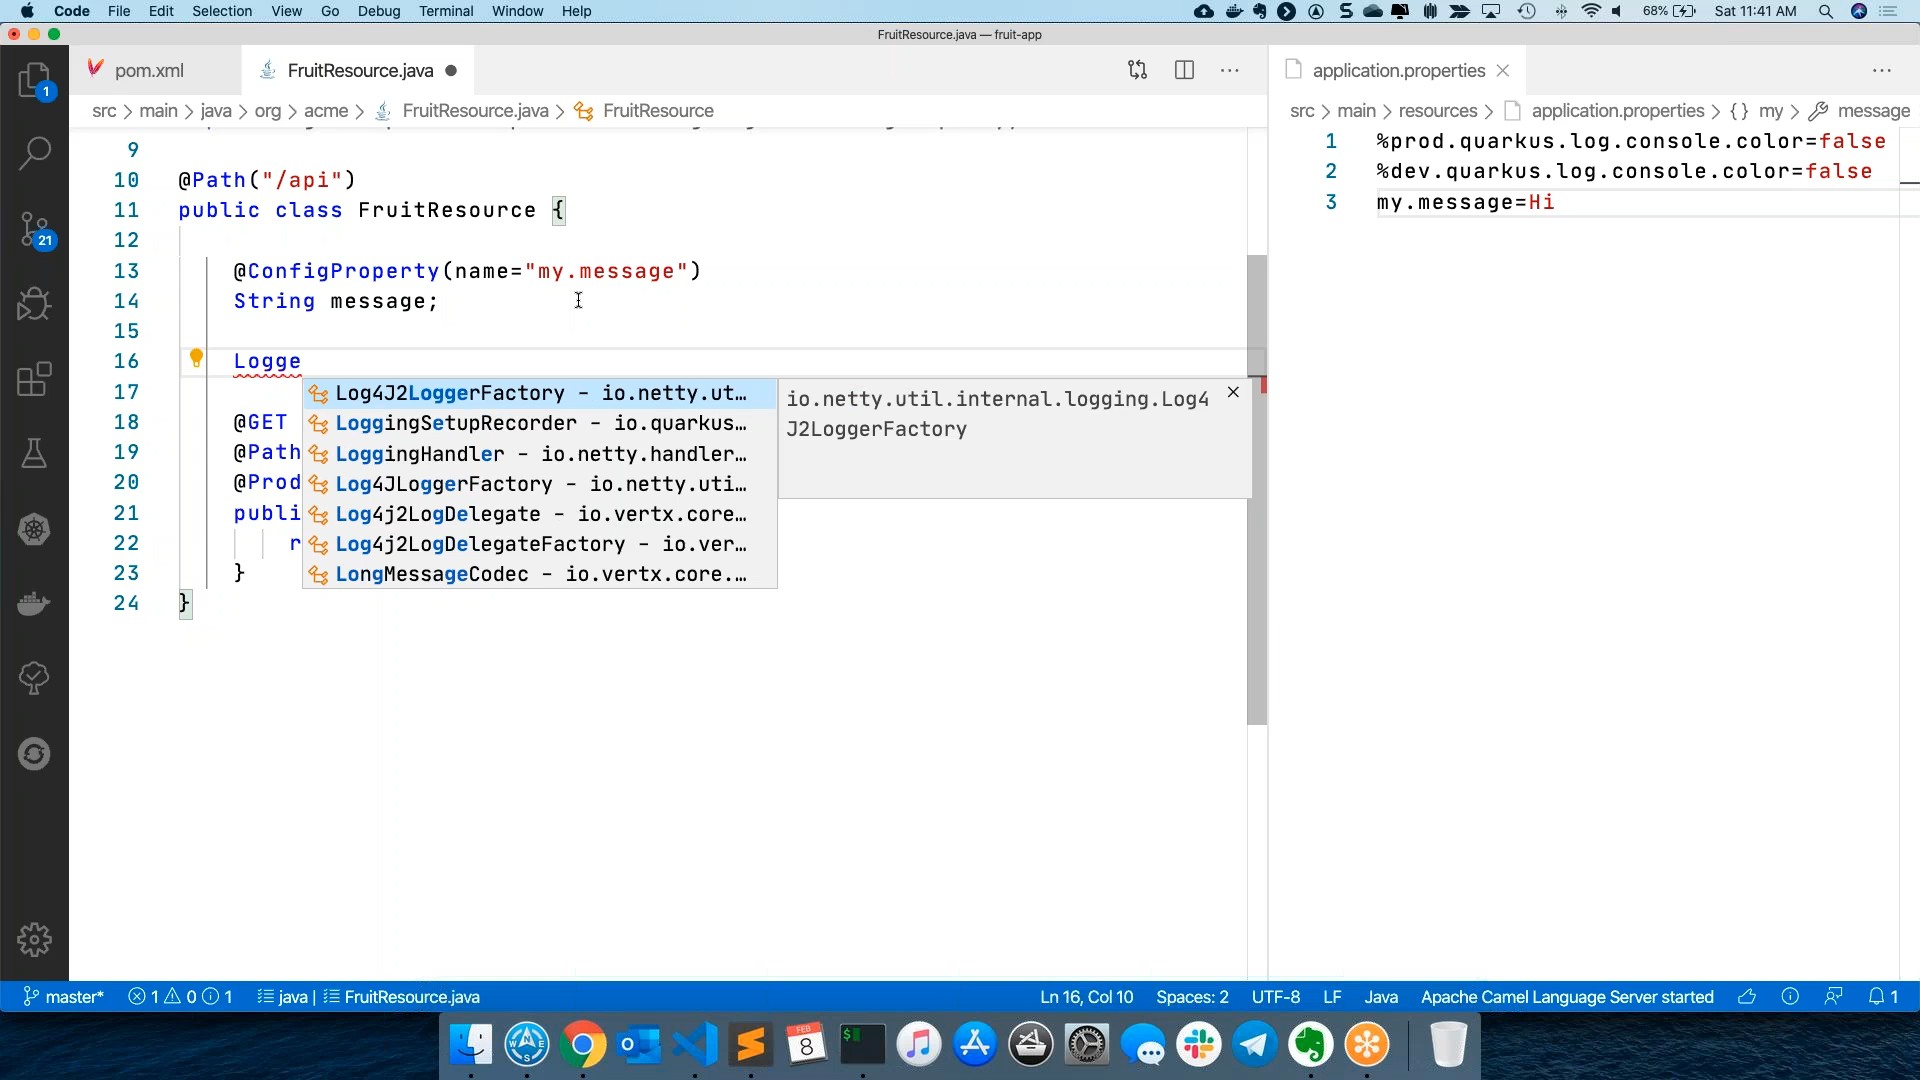 Code File Edit Selection View Go Debug Terminal Window Help 68% Sat 11:41 AM
FruitResource.java — fruit-app
pom.xml FruitResource.java application.properties
src > main > java > org > acme > FruitResource.java > FruitResource
src > main > resources > application.properties > {} my > message
9
10 @Path("/api")
11 public class FruitResource {
12
13 @ConfigProperty(name="my.message")
14 String message;
15
16 Logge
17
18 @GET
19 @Path
20 @Prod
21 publi
22 r
23 }
24 }
Log4J2LoggerFactory – io.netty.ut…
LoggingSetupRecorder – io.quarkus…
LoggingHandler – io.netty.handler…
Log4JLoggerFactory – io.netty.uti…
Log4j2LogDelegate – io.vertx.core…
Log4j2LogDelegateFactory – io.ver…
LongMessageCodec – io.vertx.core.…
io.netty.util.internal.logging.Log4
J2LoggerFactory
1 %prod.quarkus.log.console.color=false
2 %dev.quarkus.log.console.color=false
3 my.message=Hi
1
21
master* 1 0 1 java | FruitResource.java Ln 16, Col 10 Spaces: 2 UTF-8 LF Java Apache Camel Language Server started 1
FEB
8